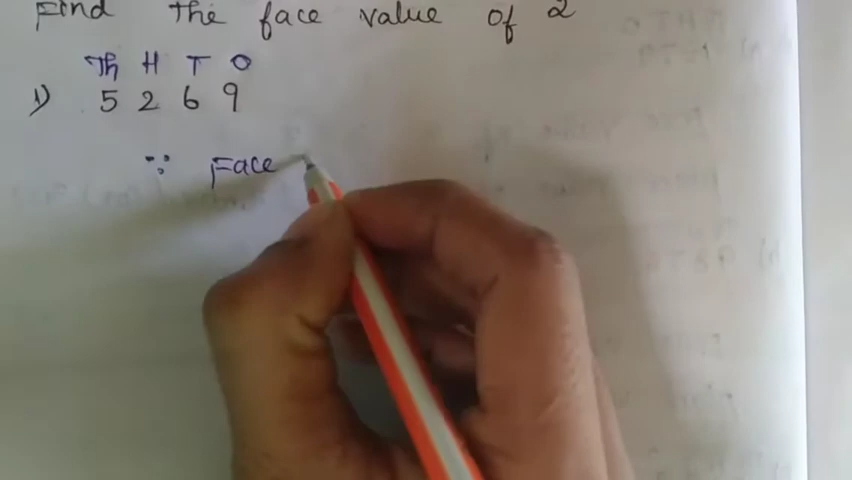 Find the face value of 2
Th H T O
1) 5 2 6 9
∵ Face